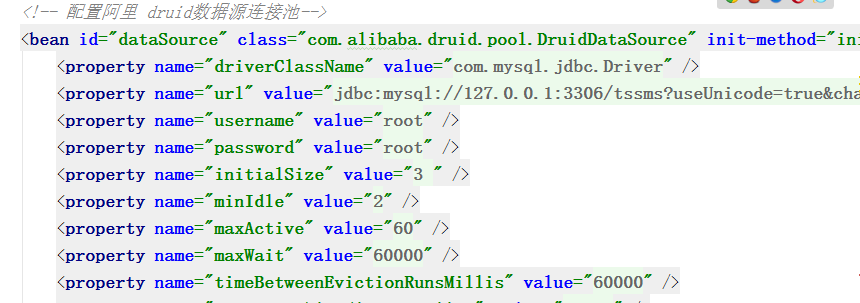 <!-- 配置阿里 druid数据源连接池-->
<bean id="dataSource" class="com.alibaba.druid.pool.DruidDataSource" init-method="ini
<property name="driverClassName" value="com.mysql.jdbc.Driver" />
<property name="url" value="jdbc:mysql://127.0.0.1:3306/tssms?useUnicode=true&cha
<property name="username" value="root" />
<property name="password" value="root" />
<property name="initialSize" value="3 " />
<property name="minIdle" value="2" />
<property name="maxActive" value="60" />
<property name="maxWait" value="60000" />
<property name="timeBetweenEvictionRunsMillis" value="60000" />